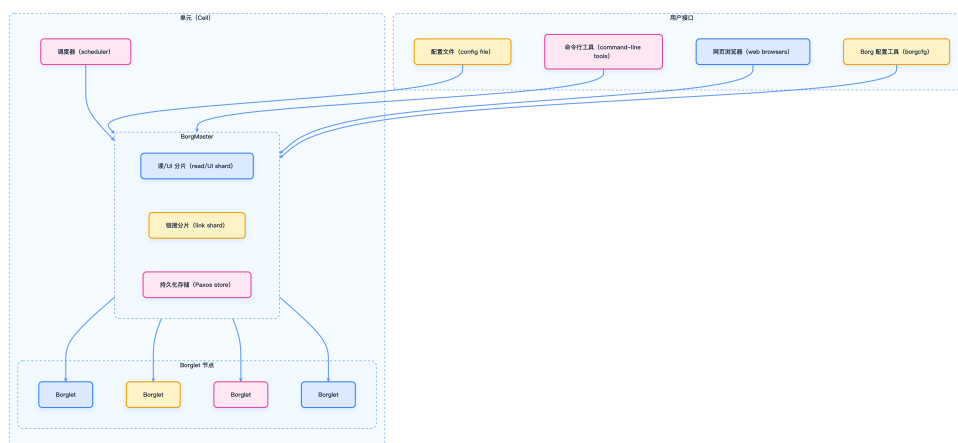 单元（Cell）
用户接口
调度器（scheduler）
配置文件（config file）
命令行工具（command-line
tools）
网页浏览器（web browsers）
Borg 配置工具（borgcfg）
BorgMaster
读/UI 分片（read/UI shard）
链接分片（link shard）
持久化存储（Paxos store）
Borglet 节点
Borglet
Borglet
Borglet
Borglet